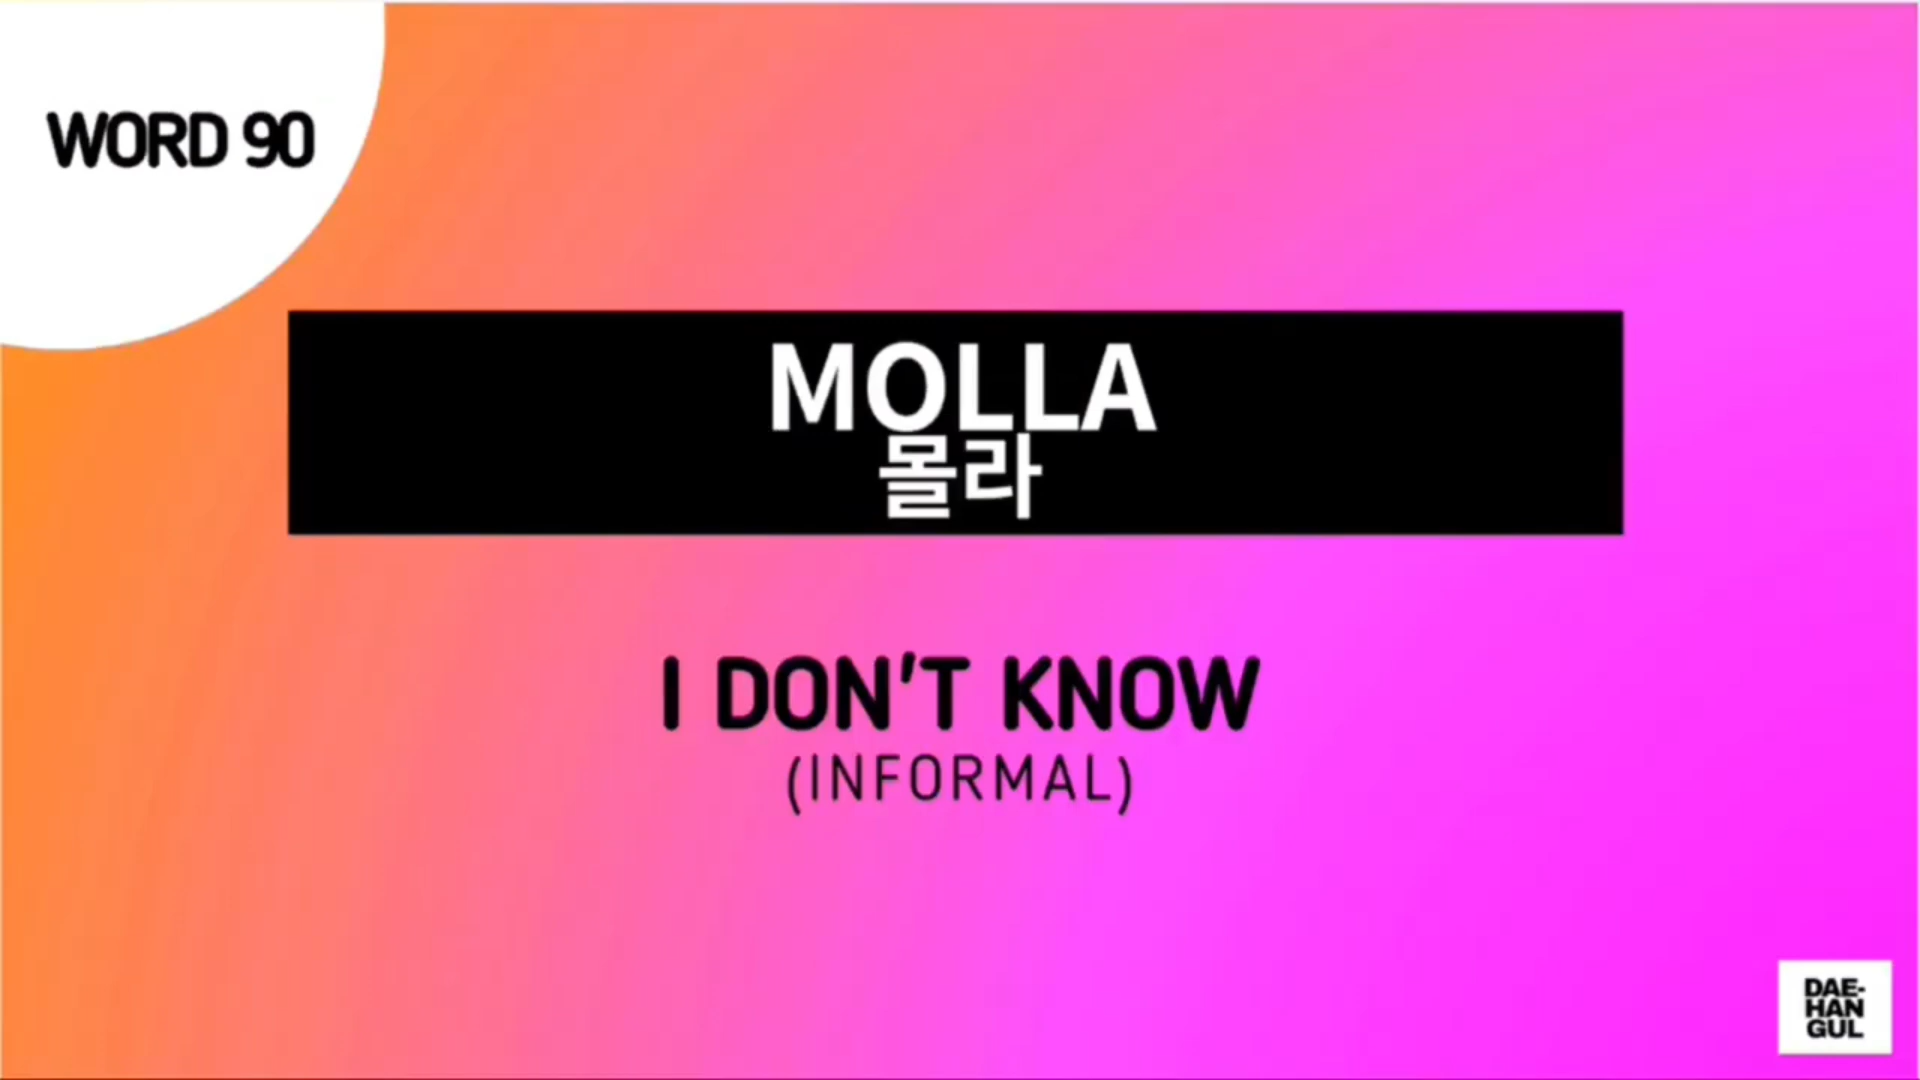 WORD 90
MOLLA
몰라
I DON'T KNOW
(INFORMAL)
DAE-
HAN
GUL